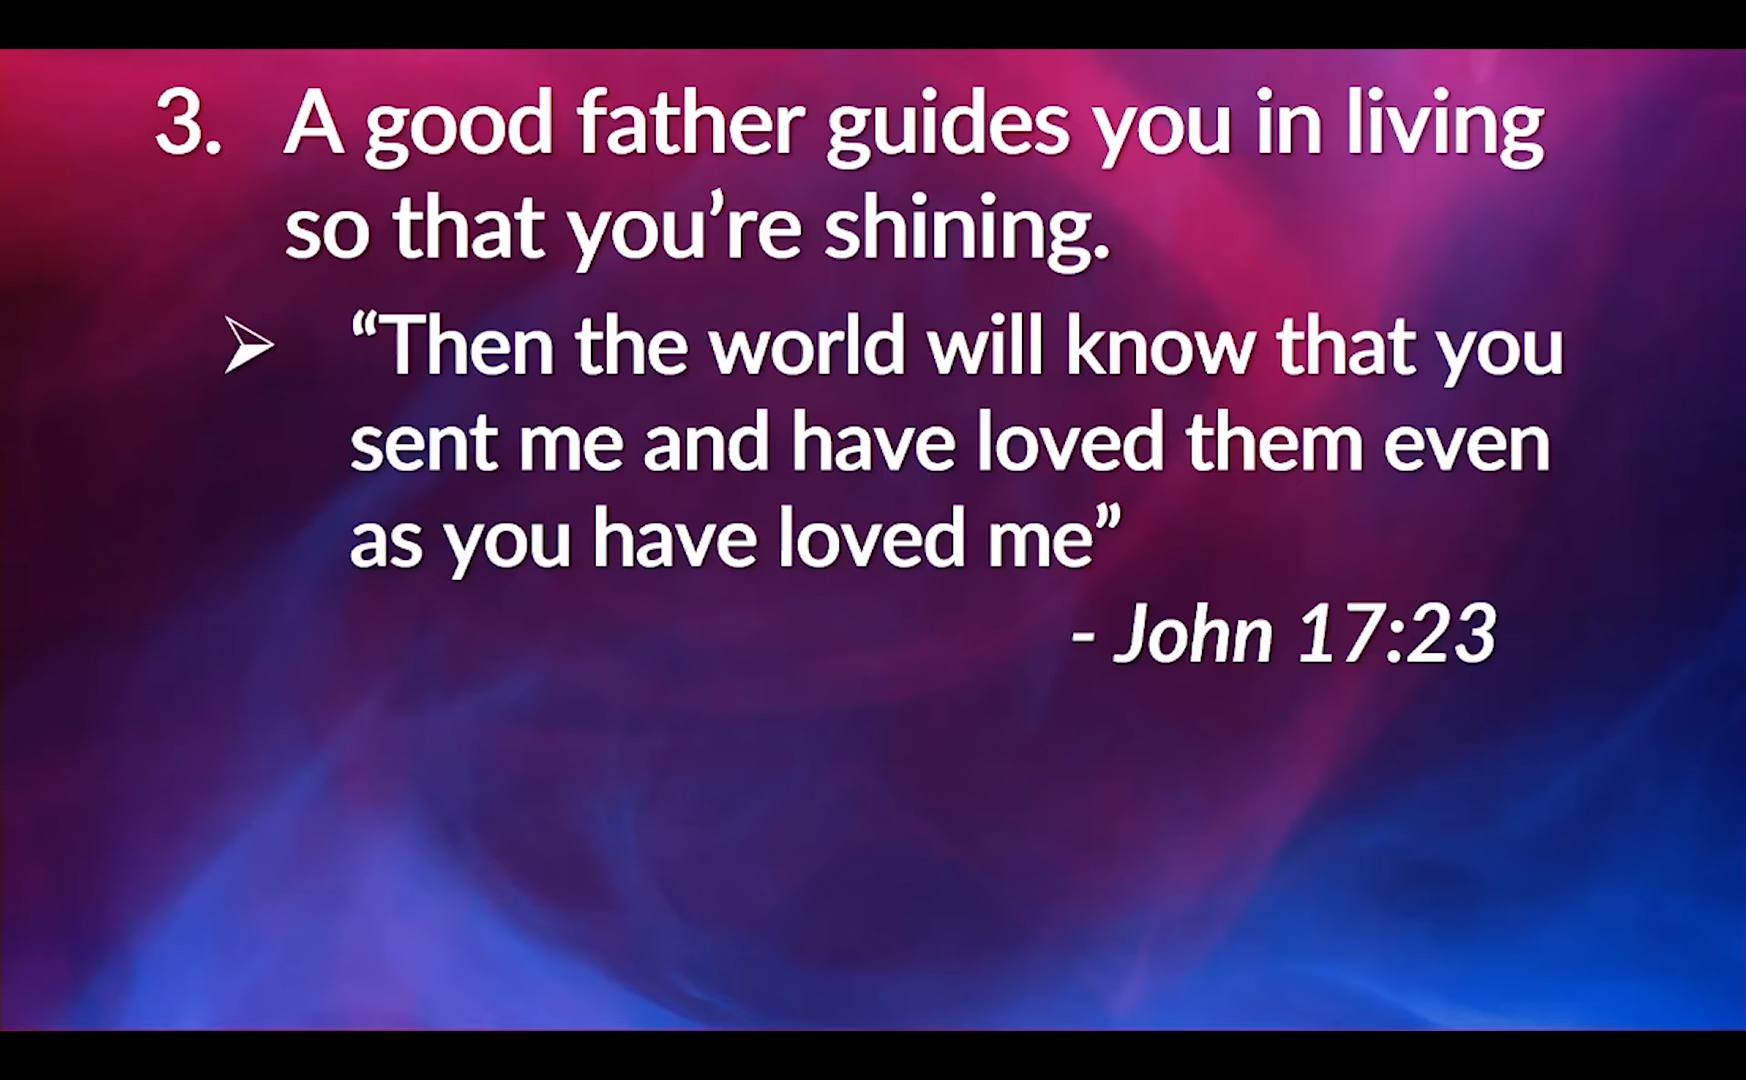 3. A good father guides you in living
so that you’re shining.
➢ “Then the world will know that you
sent me and have loved them even
as you have loved me”
- John 17:23